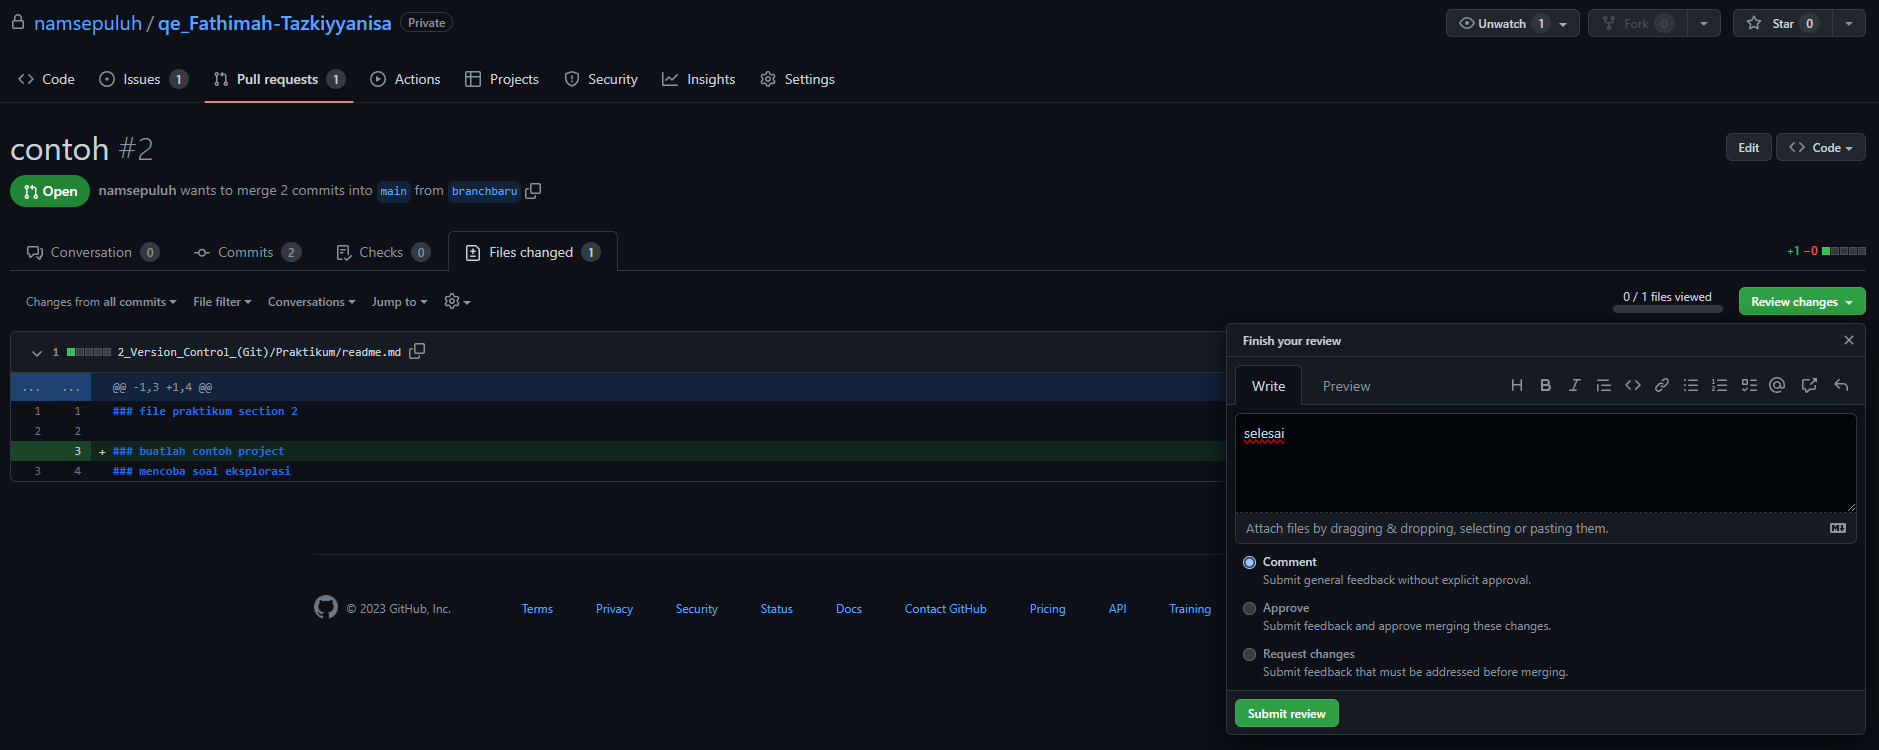 namsepuluh / qe_Fathimah-Tazkiyyanisa Private
Unwatch 1 Fork 0 Star 0
Code Issues 1 Pull requests 1 Actions Projects Security Insights Settings
contoh #2
Edit Code
Open namsepuluh wants to merge 2 commits into main from branchbaru
Conversation 0 Commits 2 Checks 0 Files changed 1
+1 −0
Changes from all commits File filter Conversations Jump to
0 / 1 files viewed Review changes
1 2_Version_Control_(Git)/Praktikum/readme.md
... ... @@ -1,3 +1,4 @@
1 1 ### file praktikum section 2
2 2
3 + ### buatlah contoh project
3 4 ### mencoba soal eksplorasi
Finish your review
Write Preview
selesai
Attach files by dragging & dropping, selecting or pasting them.
Comment
Submit general feedback without explicit approval.
Approve
Submit feedback and approve merging these changes.
Request changes
Submit feedback that must be addressed before merging.
Submit review
© 2023 GitHub, Inc. Terms Privacy Security Status Docs Contact GitHub Pricing API Training